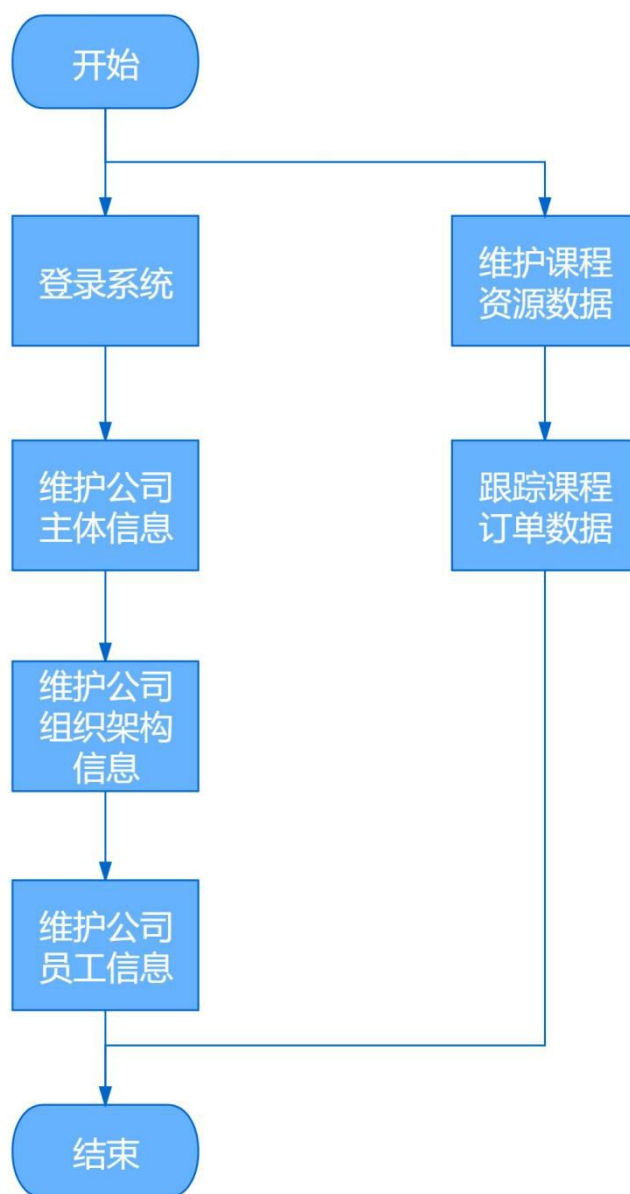 开始
登录系统
维护课程
资源数据
维护公司
主体信息
跟踪课程
订单数据
维护公司
组织架构
信息
维护公司
员工信息
结束